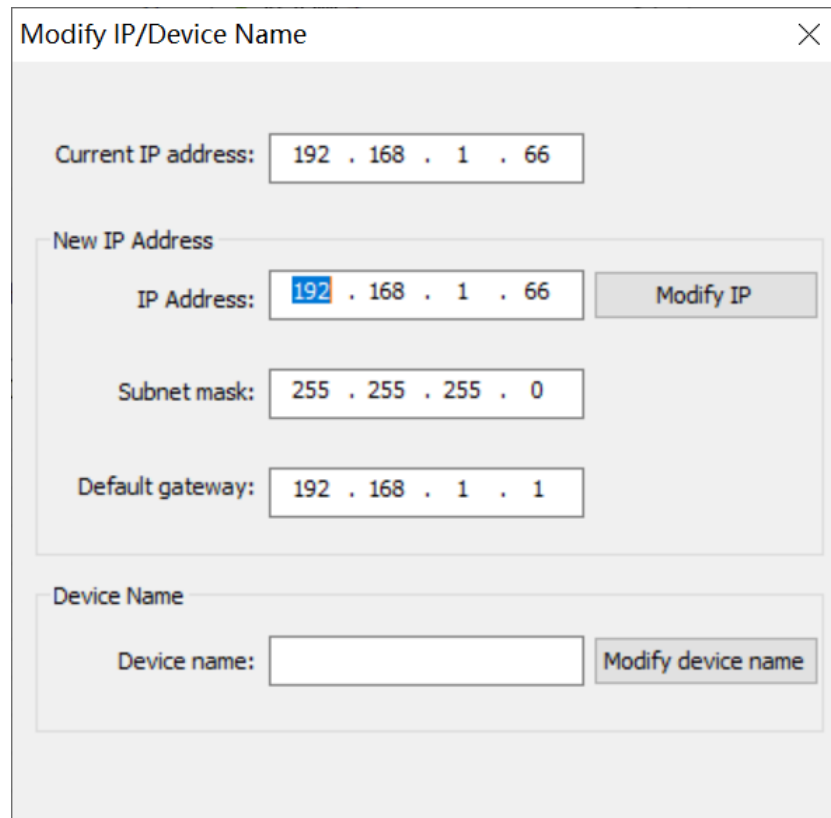 Modify IP/Device Name
Current IP address: 192 . 168 . 1 . 66
New IP Address
IP Address: 192 . 168 . 1 . 66 Modify IP
Subnet mask: 255 . 255 . 255 . 0
Default gateway: 192 . 168 . 1 . 1
Device Name
Device name: Modify device name